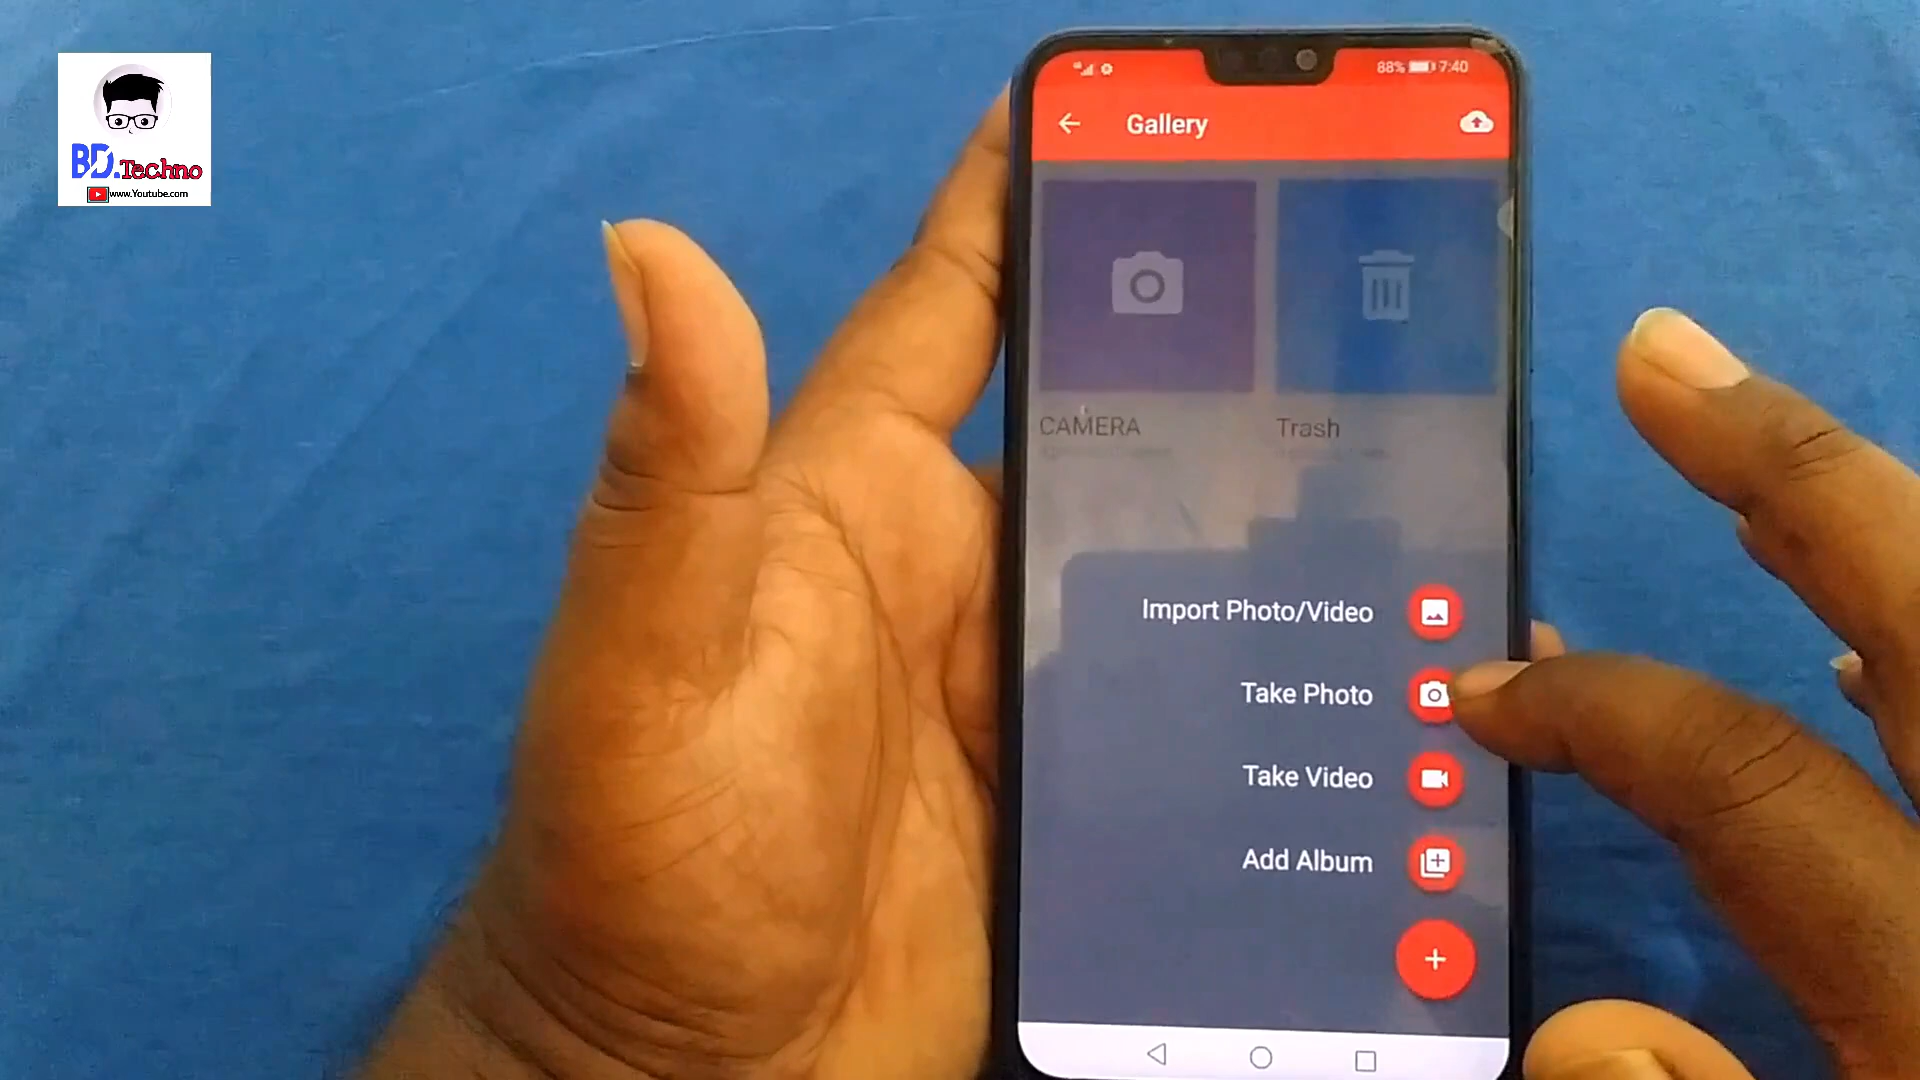 BD.Techno
www.Youtube.com
88% 7:40
Gallery
CAMERA
Trash
Import Photo/Video
Take Photo
Take Video
Add Album